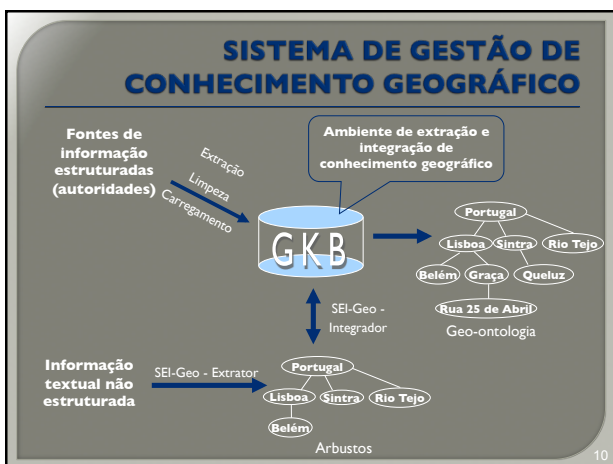 SISTEMA DE GESTÃO DE
CONHECIMENTO GEOGRÁFICO
Fontes de
informação
estruturadas
(autoridades)
Extração
Limpeza
Carregamento
Ambiente de extração e
integração de
conhecimento geográfico
GKB
Portugal
Lisboa
Sintra
Rio Tejo
Belém
Graça
Queluz
Rua 25 de Abril
Geo-ontologia
SEI-Geo -
Integrador
Informação
textual não
estruturada
SEI-Geo - Extrator
Portugal
Lisboa
Sintra
Rio Tejo
Belém
Arbustos
10